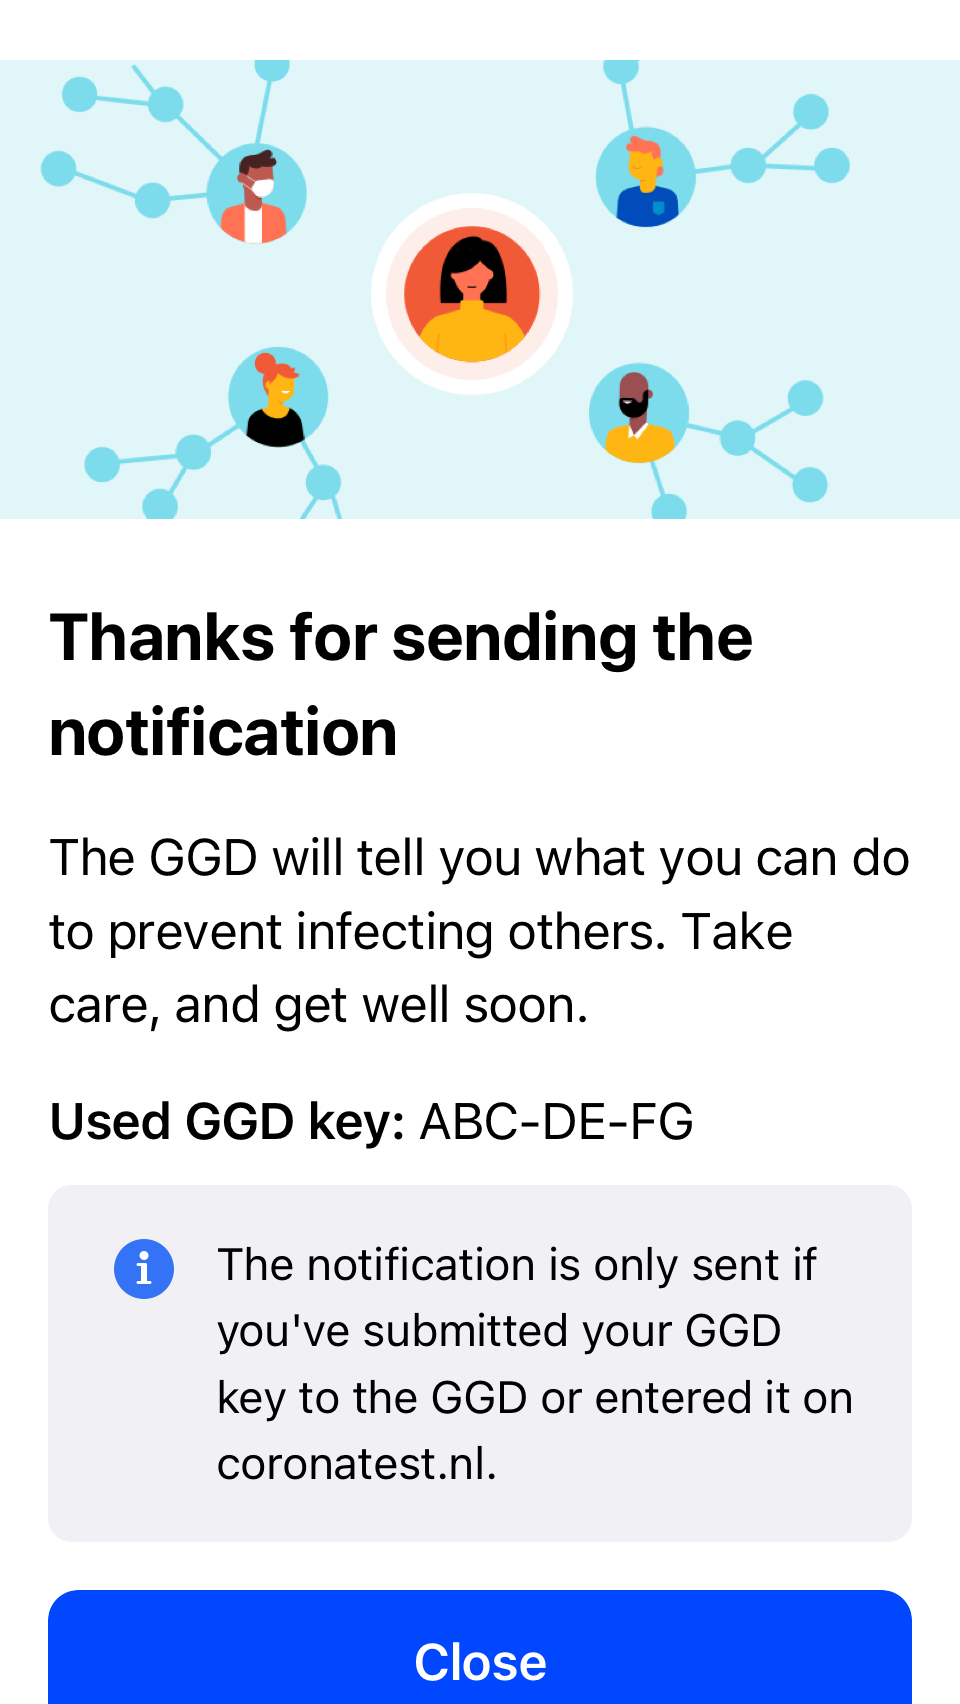 Thanks for sending the
notification
The GGD will tell you what you can do
to prevent infecting others. Take
care, and get well soon.
Used GGD key: ABC-DE-FG
The notification is only sent if
you've submitted your GGD
key to the GGD or entered it on
coronatest.nl.
Close